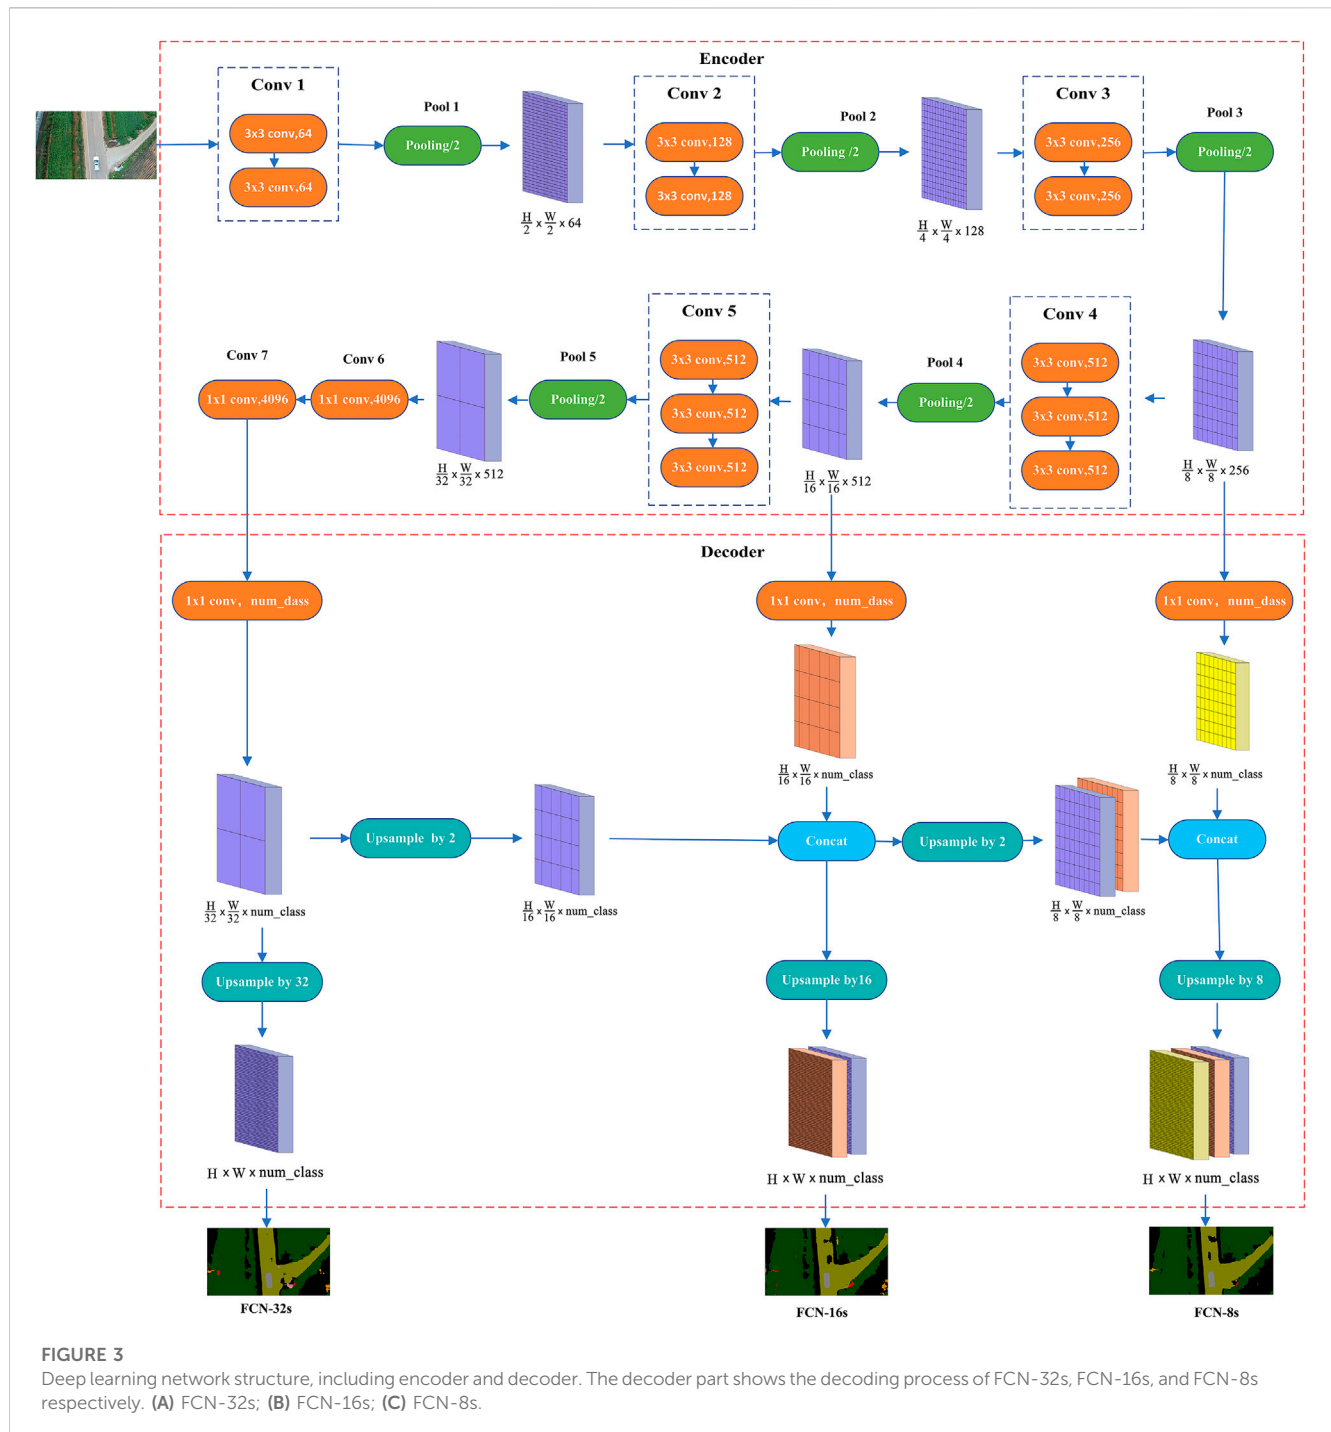 Encoder
Conv 1
3x3 conv,64
3x3 conv,64
Pool 1
Pooling/2
H/2 x W/2 x 64
Conv 2
3x3 conv,128
3x3 conv,128
Pool 2
Pooling /2
H/4 x W/4 x 128
Conv 3
3x3 conv,256
3x3 conv,256
Pool 3
Pooling/2
H/8 x W/8 x 256
Conv 4
3x3 conv,512
3x3 conv,512
3x3 conv,512
Pool 4
Pooling/2
H/16 x W/16 x 512
Conv 5
3x3 conv,512
3x3 conv,512
3x3 conv,512
Pool 5
Pooling/2
H/32 x W/32 x 512
Conv 6
1x1 conv,4096
Conv 7
1x1 conv,4096
Decoder
1x1 conv, num_dass
1x1 conv, num_dass
1x1 conv, num_dass
H/16 x W/16 x num_class
H/8 x W/8 x num_class
Upsample by 2
Concat
Upsample by 2
Concat
H/32 x W/32 x num_class
H/16 x W/16 x num_class
H/8 x W/8 x num_class
Upsample by 32
Upsample by16
Upsample by 8
H x W x num_class
H x W x num_class
H x W x num_class
FCN-32s
FCN-16s
FCN-8s
FIGURE 3
Deep learning network structure, including encoder and decoder. The decoder part shows the decoding process of FCN-32s, FCN-16s, and FCN-8s
respectively. (A) FCN-32s; (B) FCN-16s; (C) FCN-8s.